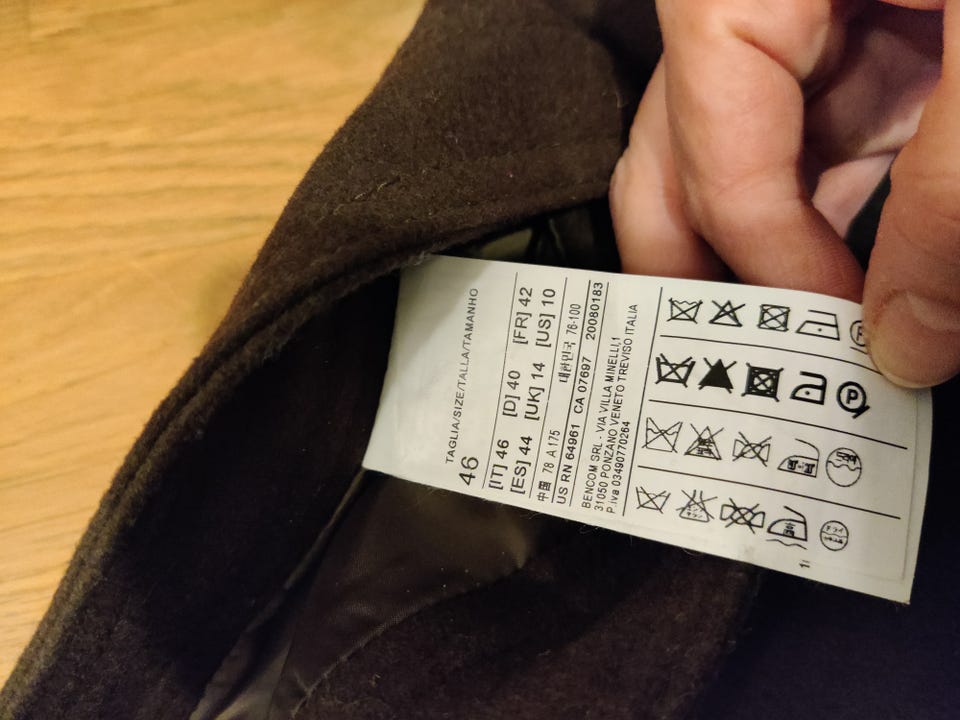 TAGLIA/SIZE/TALLA/TAMANHO
46
[IT] 46 [D] 40 [FR] 42
[ES] 44 [UK] 14 [US] 10
中国 78 A 175 대한민국 76-100
US RN 64961 CA 07697 20080183
BENCOM SRL - VIA VILLA MINELLI,1
31050 PONZANO VENETO TREVISO ITALIA
P.iva 03490770264
P